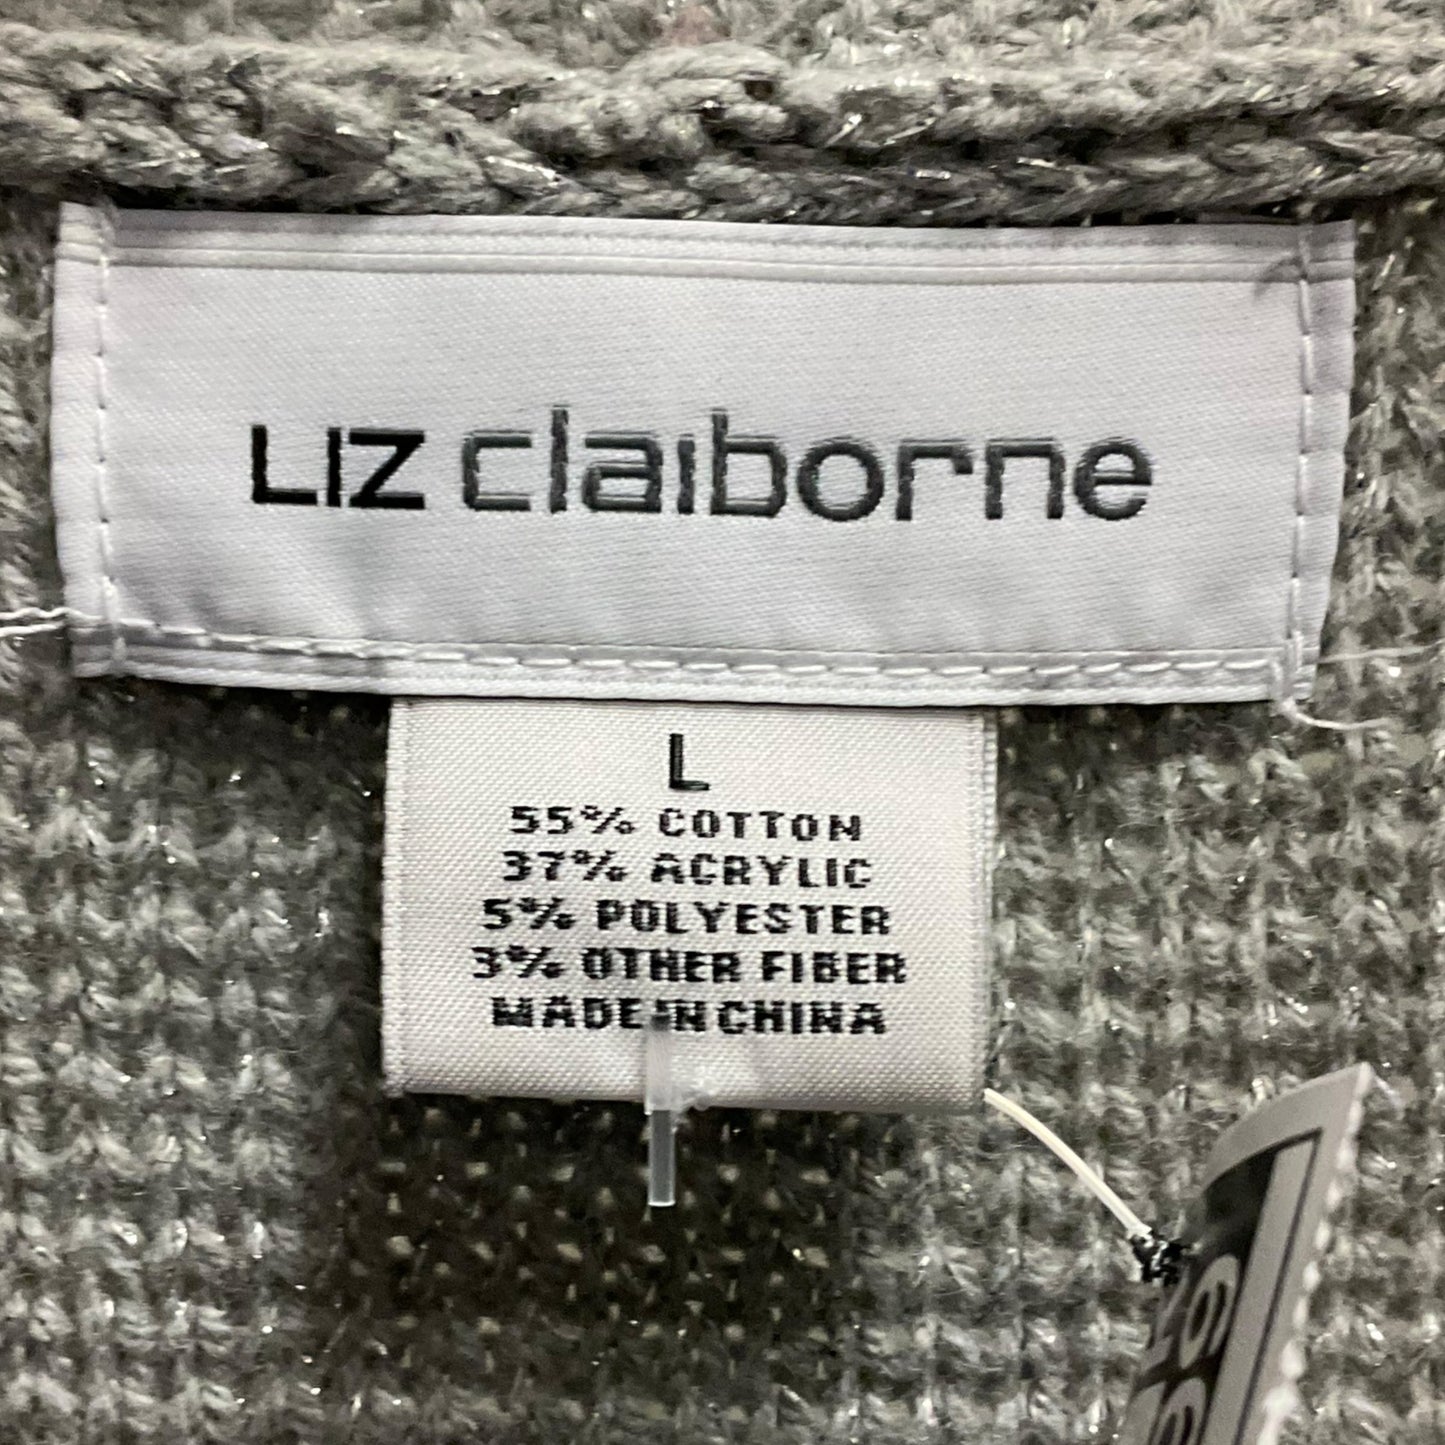 LIZ claiborne
L
55% COTTON
37% ACRYLIC
5% POLYESTER
3% OTHER FIBER
MADE IN CHINA